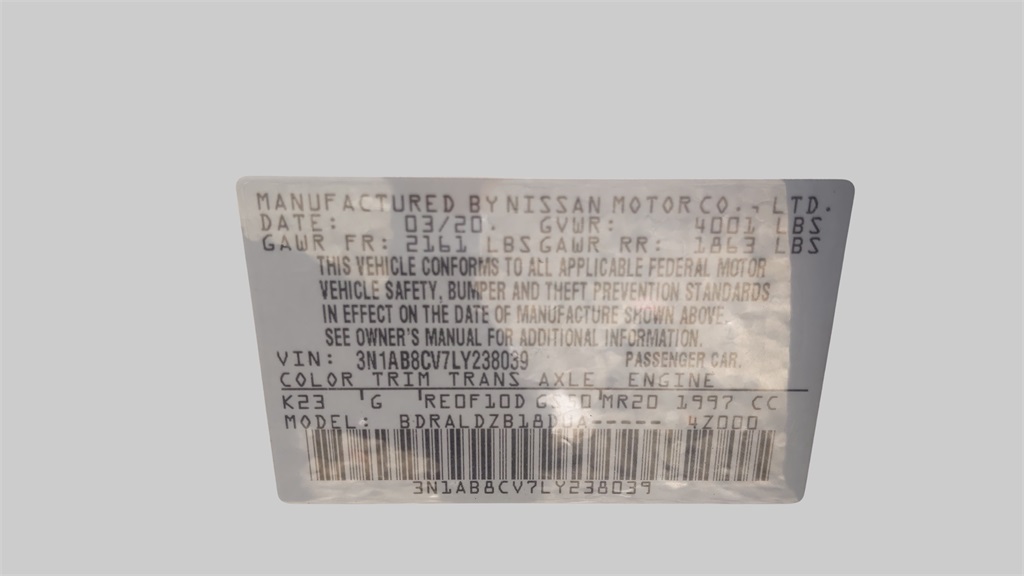 MANUFACTURED BY NISSAN MOTOR CO., LTD.
DATE: 03/20. GVWR: 4001 LBS
GAWR FR: 2161 LBS GAWR RR: 1863 LBS
THIS VEHICLE CONFORMS TO ALL APPLICABLE FEDERAL MOTOR
VEHICLE SAFETY, BUMPER AND THEFT PREVENTION STANDARDS
IN EFFECT ON THE DATE OF MANUFACTURE SHOWN ABOVE.
SEE OWNER'S MANUAL FOR ADDITIONAL INFORMATION.
VIN: 3N1AB8CV7LY238039 PASSENGER CAR.
COLOR TRIM TRANS AXLE ENGINE
K23 G RE0F10D MR20 1997 CC
MODEL: ----- 4Z000
3N1AB8CV7LY238039